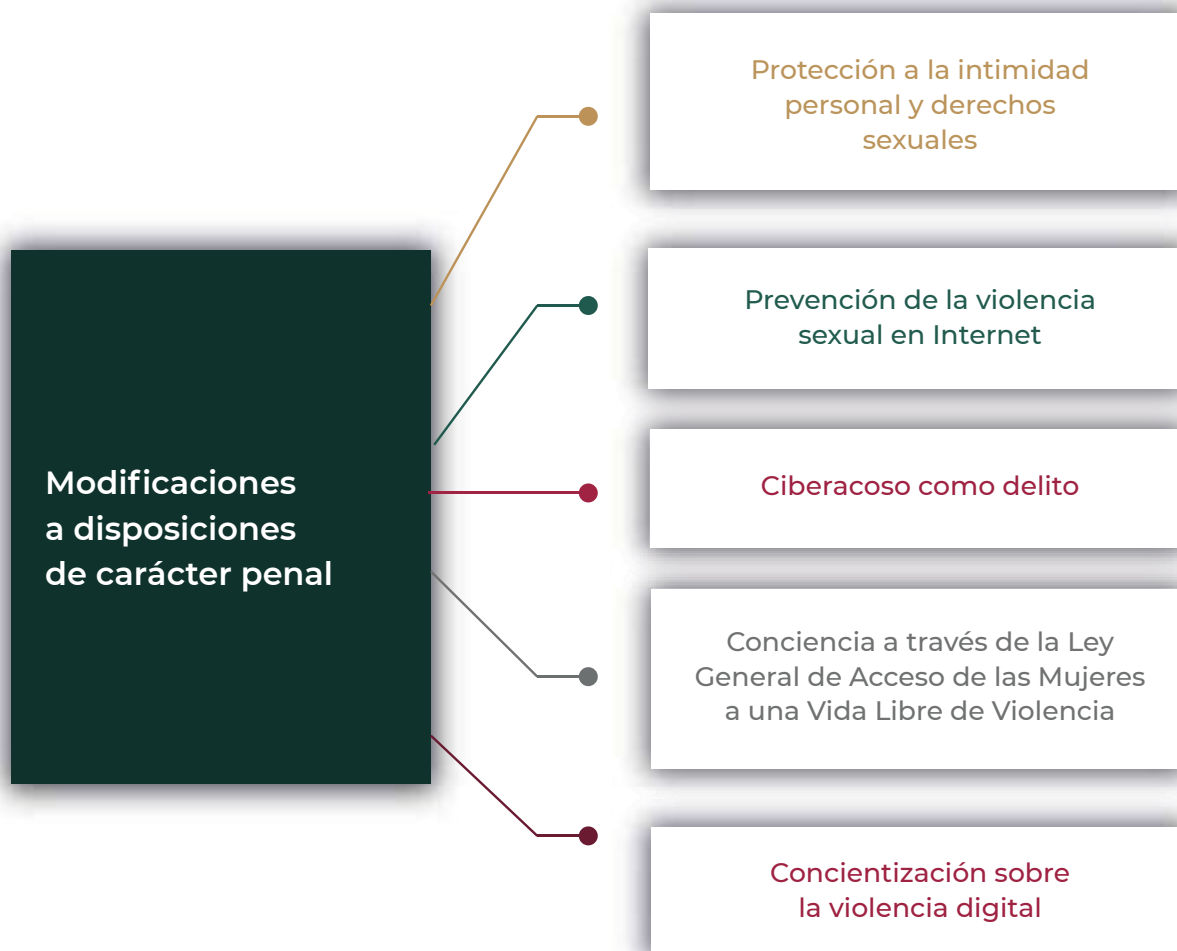 Modificaciones
a disposiciones
de carácter penal
Protección a la intimidad
personal y derechos
sexuales
Prevención de la violencia
sexual en Internet
Ciberacoso como delito
Conciencia a través de la Ley
General de Acceso de las Mujeres
a una Vida Libre de Violencia
Concientización sobre
la violencia digital